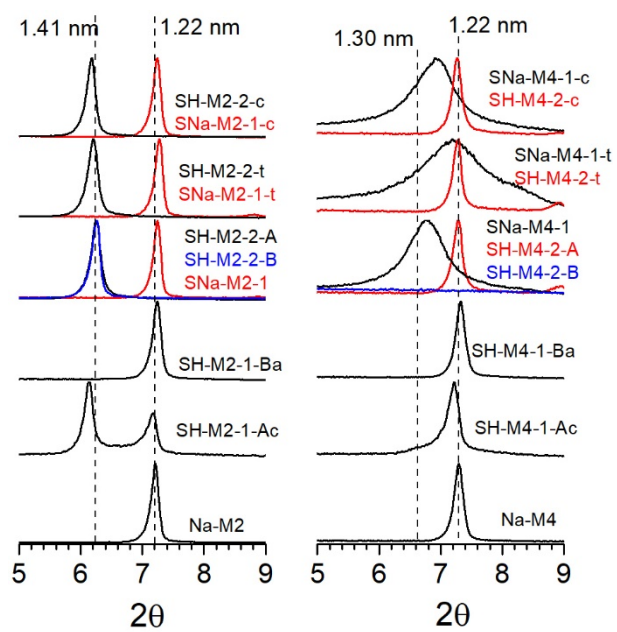 1.41 nm
1.22 nm
SH-M2-2-c
SNa-M2-1-c
SH-M2-2-t
SNa-M2-1-t
SH-M2-2-A
SH-M2-2-B
SNa-M2-1
SH-M2-1-Ba
SH-M2-1-Ac
Na-M2
5 6 7 8 9
2θ
1.30 nm
1.22 nm
SNa-M4-1-c
SH-M4-2-c
SNa-M4-1-t
SH-M4-2-t
SNa-M4-1
SH-M4-2-A
SH-M4-2-B
SH-M4-1-Ba
SH-M4-1-Ac
Na-M4
5 6 7 8 9
2θ